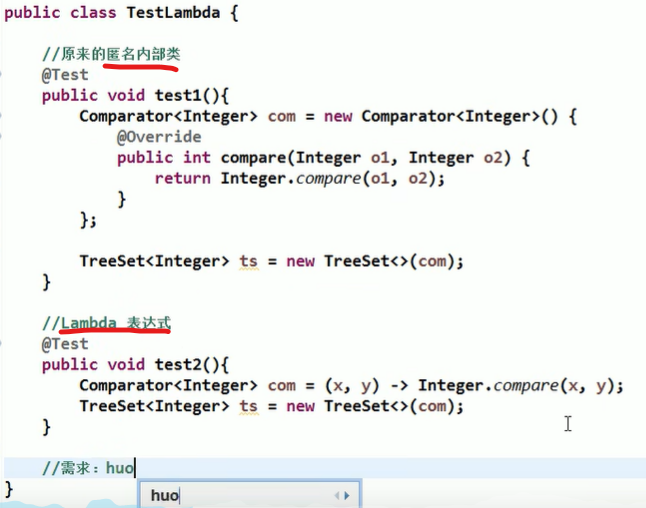 public class TestLambda {
//原来的匿名内部类
@Test
public void test1(){
Comparator<Integer> com = new Comparator<Integer>() {
@Override
public int compare(Integer o1, Integer o2) {
return Integer.compare(o1, o2);
}
};
TreeSet<Integer> ts = new TreeSet<>(com);
}
//Lambda 表达式
@Test
public void test2(){
Comparator<Integer> com = (x, y) -> Integer.compare(x, y);
TreeSet<Integer> ts = new TreeSet<>(com);
}
//需求：huo
}
huo